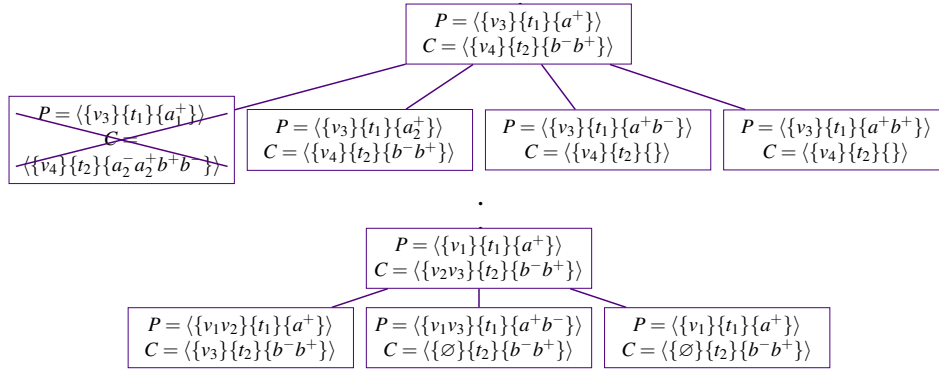 P = ⟨{v₃}{t₁}{a⁺}⟩
C = ⟨{v₄}{t₂}{b⁻b⁺}⟩
P = ⟨{v₃}{t₁}{a₁⁺}⟩
C =
⟨{v₄}{t₂}{a₂⁻a₂⁺b⁺b⁻}⟩
P = ⟨{v₃}{t₁}{a₂⁺}⟩
C = ⟨{v₄}{t₂}{b⁻b⁺}⟩
P = ⟨{v₃}{t₁}{a⁺b⁻}⟩
C = ⟨{v₄}{t₂}{}⟩
P = ⟨{v₃}{t₁}{a⁺b⁺}⟩
C = ⟨{v₄}{t₂}{}⟩
.
P = ⟨{v₁}{t₁}{a⁺}⟩
C = ⟨{v₂v₃}{t₂}{b⁻b⁺}⟩
P = ⟨{v₁v₂}{t₁}{a⁺}⟩
C = ⟨{v₃}{t₂}{b⁻b⁺}⟩
P = ⟨{v₁v₃}{t₁}{a⁺b⁻}⟩
C = ⟨{∅}{t₂}{b⁻b⁺}⟩
P = ⟨{v₁}{t₁}{a⁺}⟩
C = ⟨{∅}{t₂}{b⁻b⁺}⟩